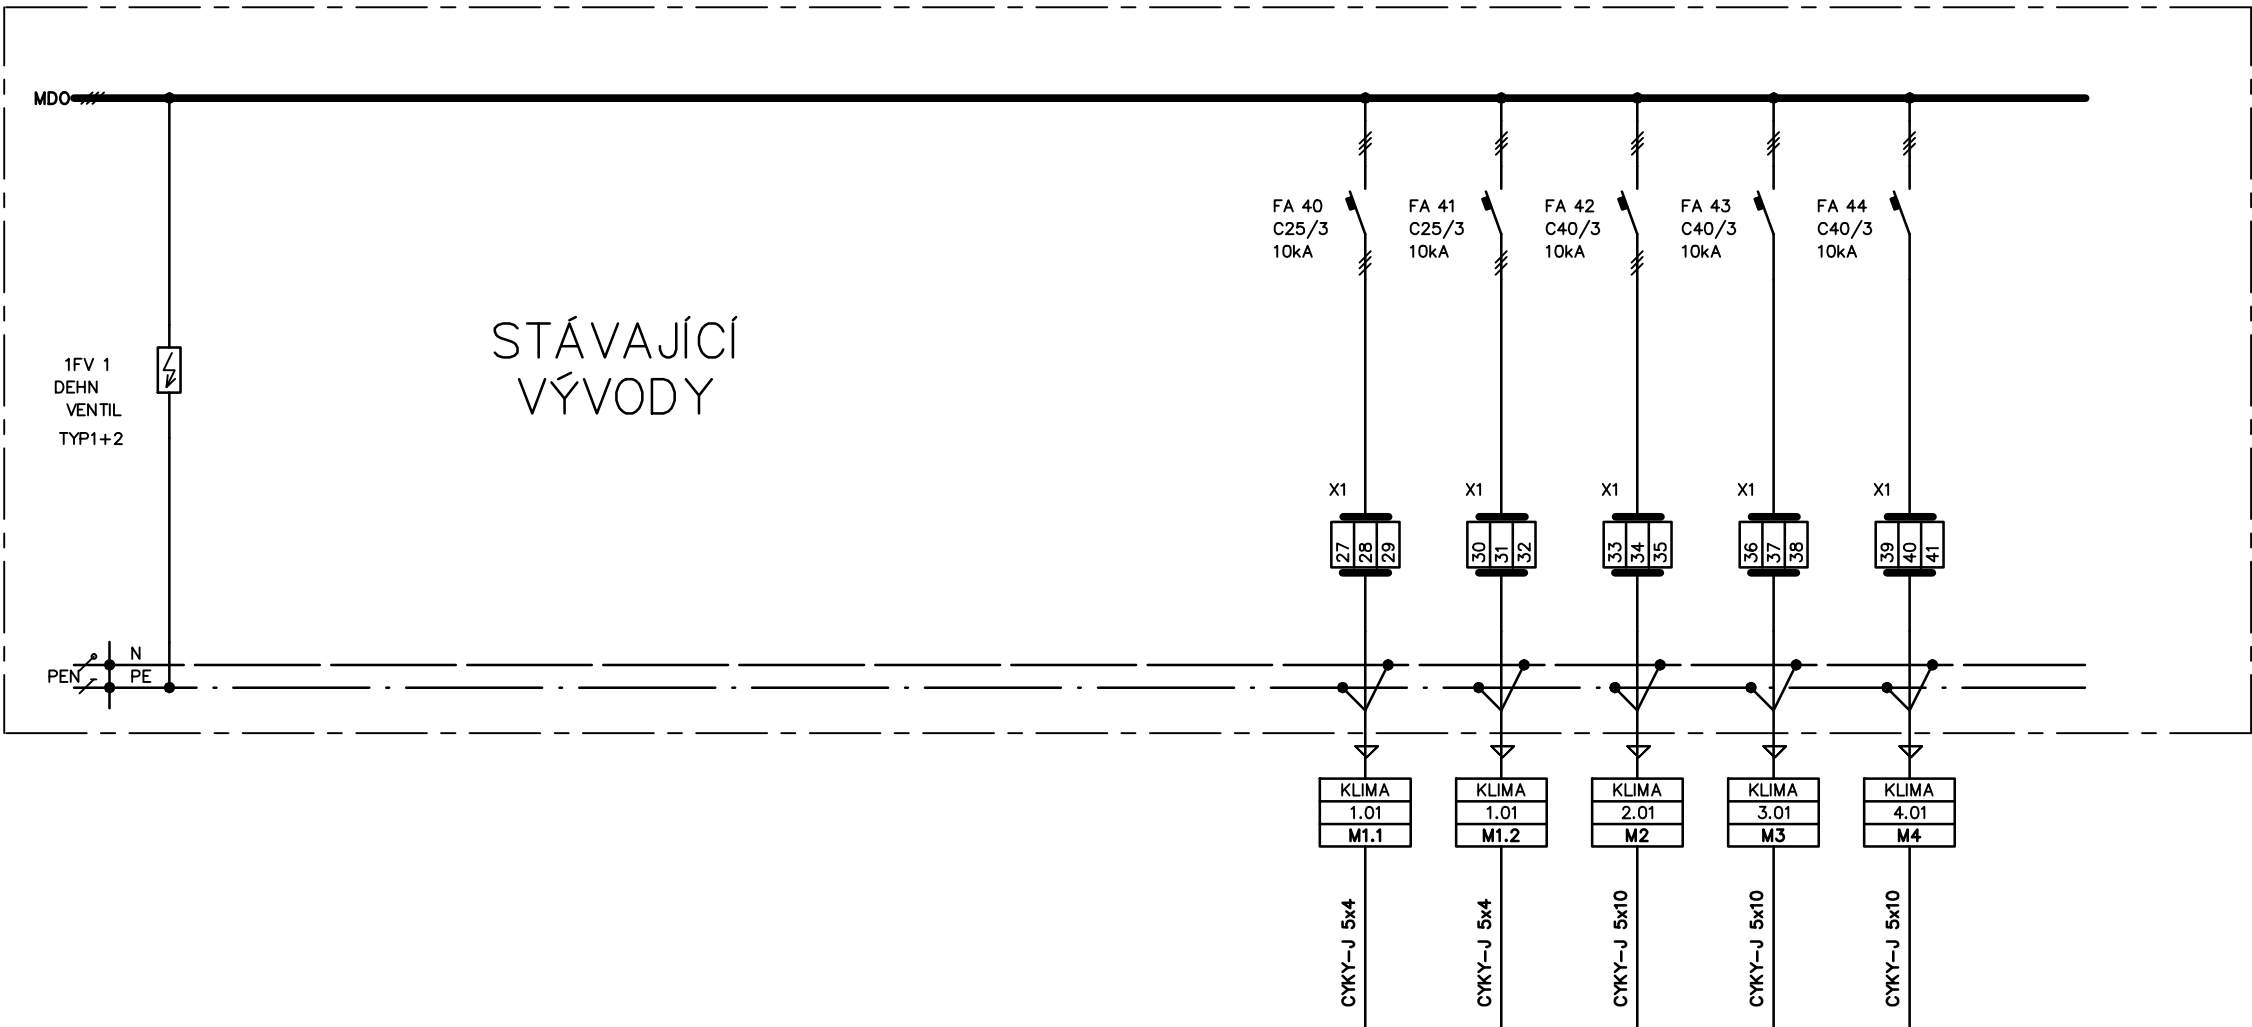 MDO
FA 40
C25/3
10kA
FA 41
C25/3
10kA
FA 42
C40/3
10kA
FA 43
C40/3
10kA
FA 44
C40/3
10kA
STÁVAJÍCÍ
VÝVODY
1FV 1
DEHN
VENTIL
TYP1+2
X1
27
28
29
X1
30
31
32
X1
33
34
35
X1
36
37
38
X1
39
40
41
N
PEN
PE
KLIMA
1.01
M1.1
KLIMA
1.01
M1.2
KLIMA
2.01
M2
KLIMA
3.01
M3
KLIMA
4.01
M4
CYKY-J 5x4
CYKY-J 5x4
CYKY-J 5x10
CYKY-J 5x10
CYKY-J 5x10